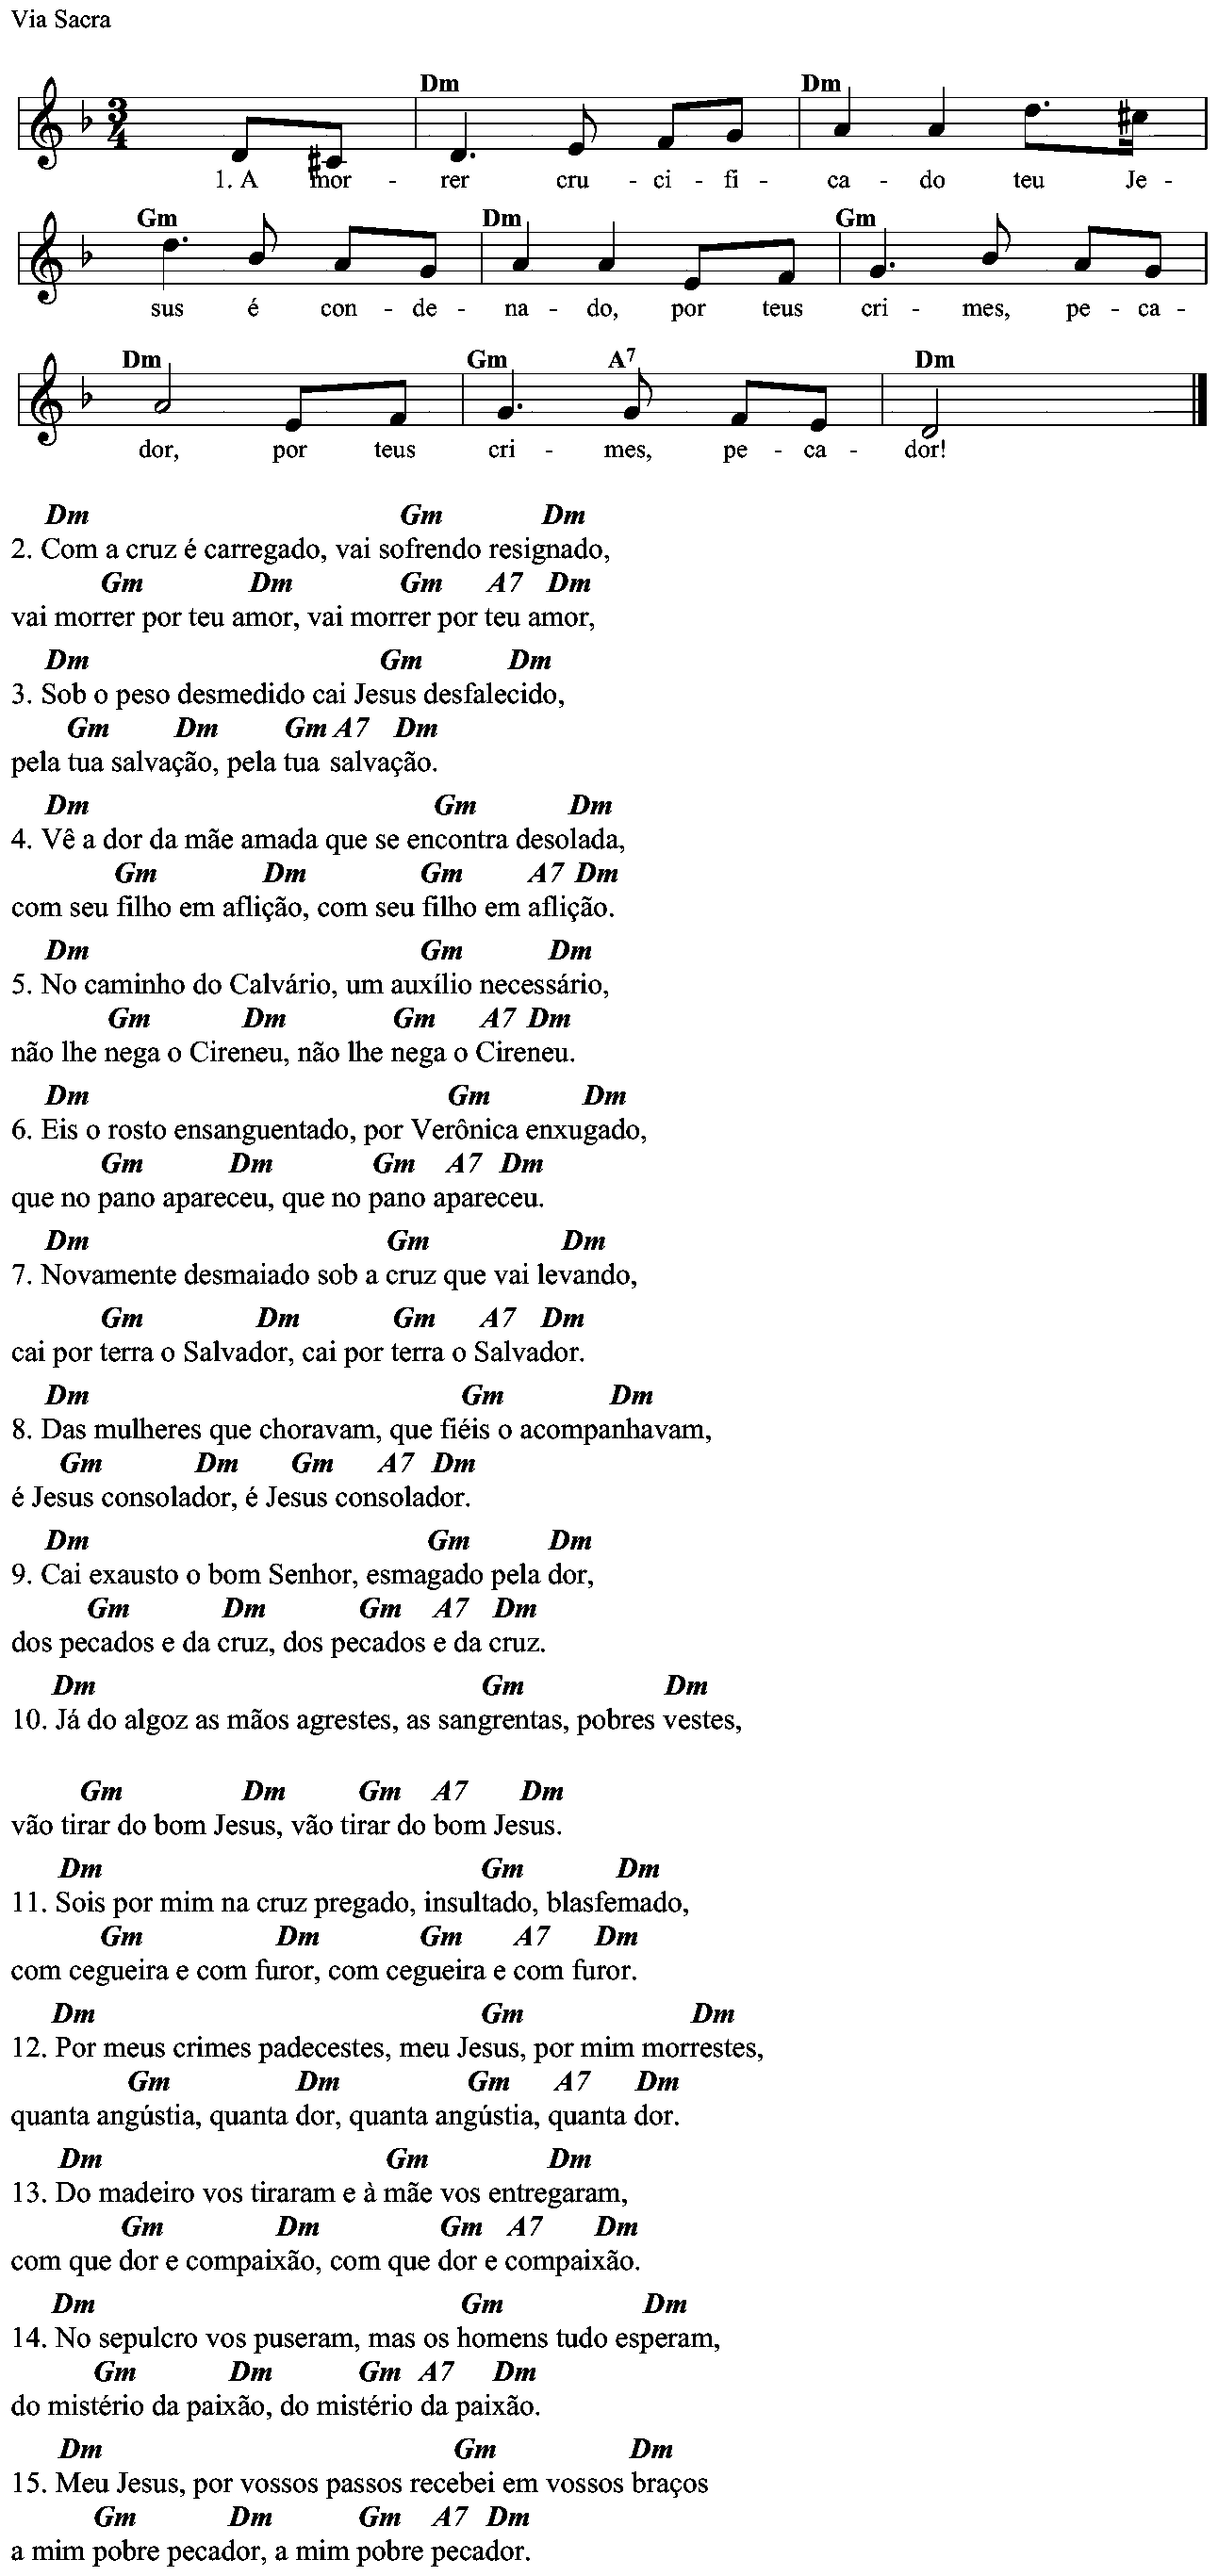 Via Sacra
Dm Dm
3
4
1. A mor - rer cru - ci - fi - ca - do teu Je -
Gm Dm Gm
sus é con - de - na - do, por teus cri - mes, pe - ca -
Dm Gm A7 Dm
dor, por teus cri - mes, pe - ca - dor!
Dm Gm Dm
2. Com a cruz é carregado, vai sofrendo resignado,
Gm Dm Gm A7 Dm
vai morrer por teu amor, vai morrer por teu amor,
Dm Gm Dm
3. Sob o peso desmedido cai Jesus desfalecido,
Gm Dm Gm A7 Dm
pela tua salvação, pela tua salvação.
Dm Gm Dm
4. Vê a dor da mãe amada que se encontra desolada,
Gm Dm Gm A7 Dm
com seu filho em aflição, com seu filho em aflição.
Dm Gm Dm
5. No caminho do Calvário, um auxílio necessário,
Gm Dm Gm A7 Dm
não lhe nega o Cireneu, não lhe nega o Cireneu.
Dm Gm Dm
6. Eis o rosto ensanguentado, por Verônica enxugado,
Gm Dm Gm A7 Dm
que no pano apareceu, que no pano apareceu.
Dm Gm Dm
7. Novamente desmaiado sob a cruz que vai levando,
Gm Dm Gm A7 Dm
cai por terra o Salvador, cai por terra o Salvador.
Dm Gm Dm
8. Das mulheres que choravam, que fiéis o acompanhavam,
Gm Dm Gm A7 Dm
é Jesus consolador, é Jesus consolador.
Dm Gm Dm
9. Cai exausto o bom Senhor, esmagado pela dor,
Gm Dm Gm A7 Dm
dos pecados e da cruz, dos pecados e da cruz.
Dm Gm Dm
10. Já do algoz as mãos agrestes, as sangrentas, pobres vestes,
Gm Dm Gm A7 Dm
vão tirar do bom Jesus, vão tirar do bom Jesus.
Dm Gm Dm
11. Sois por mim na cruz pregado, insultado, blasfemado,
Gm Dm Gm A7 Dm
com cegueira e com furor, com cegueira e com furor.
Dm Gm Dm
12. Por meus crimes padecestes, meu Jesus, por mim morrestes,
Gm Dm Gm A7 Dm
quanta angústia, quanta dor, quanta angústia, quanta dor.
Dm Gm Dm
13. Do madeiro vos tiraram e à mãe vos entregaram,
Gm Dm Gm A7 Dm
com que dor e compaixão, com que dor e compaixão.
Dm Gm Dm
14. No sepulcro vos puseram, mas os homens tudo esperam,
Gm Dm Gm A7 Dm
do mistério da paixão, do mistério da paixão.
Dm Gm Dm
15. Meu Jesus, por vossos passos recebei em vossos braços
Gm Dm Gm A7 Dm
a mim pobre pecador, a mim pobre pecador.